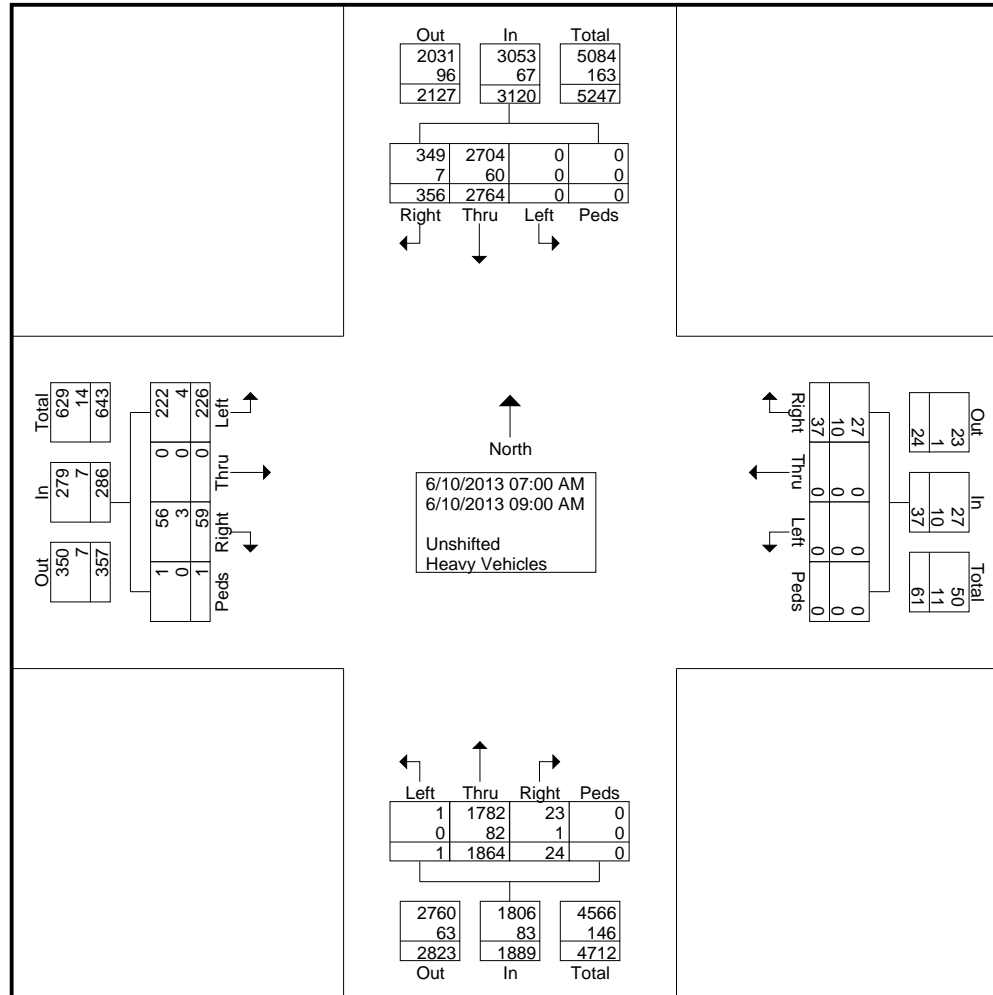 Out In Total
2031 3053 5084
96 67 163
2127 3120 5247
349 2704 0 0
7 60 0 0
356 2764 0 0
Right Thru Left Peds
Total
629
14
643
In
279
7
286
Out
350
7
357
222 0 56 1
4 0 3 0
226 0 59 1
Left Thru Right Peds
North
6/10/2013 07:00 AM
6/10/2013 09:00 AM
Unshifted
Heavy Vehicles
Right Thru Left Peds
27 0 0 0
10 0 0 0
37 0 0 0
Out
23
1
24
In
27
10
37
Total
50
11
61
Left Thru Right Peds
1 1782 23 0
0 82 1 0
1 1864 24 0
2760 1806 4566
63 83 146
2823 1889 4712
Out In Total